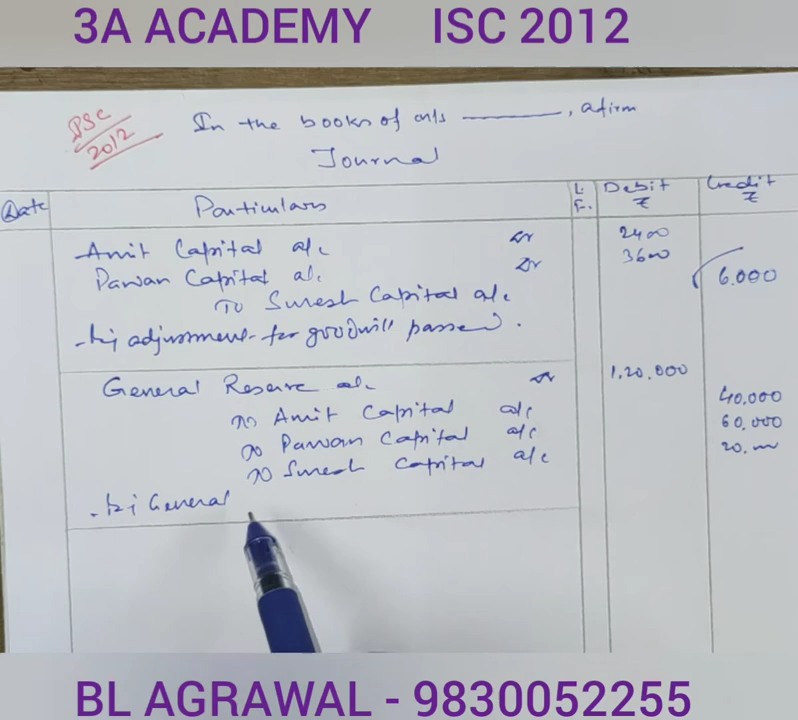 3A ACADEMY ISC 2012
ISC 2012
In the books of M/s ________, a firm
Journal
Date Particulars L.F. Debit ₹ Credit ₹
Amit Capital a/c Dr 2400
Pawan Capital a/c Dr 3600
To Suresh Capital a/c 6,000
adjustment for goodwill passed.
General Reserve a/c Dr 1,20,000
To Amit Capital a/c 40,000
To Pawan Capital a/c 60,000
To Suresh Capital a/c 20,000
General
BL AGRAWAL - 9830052255